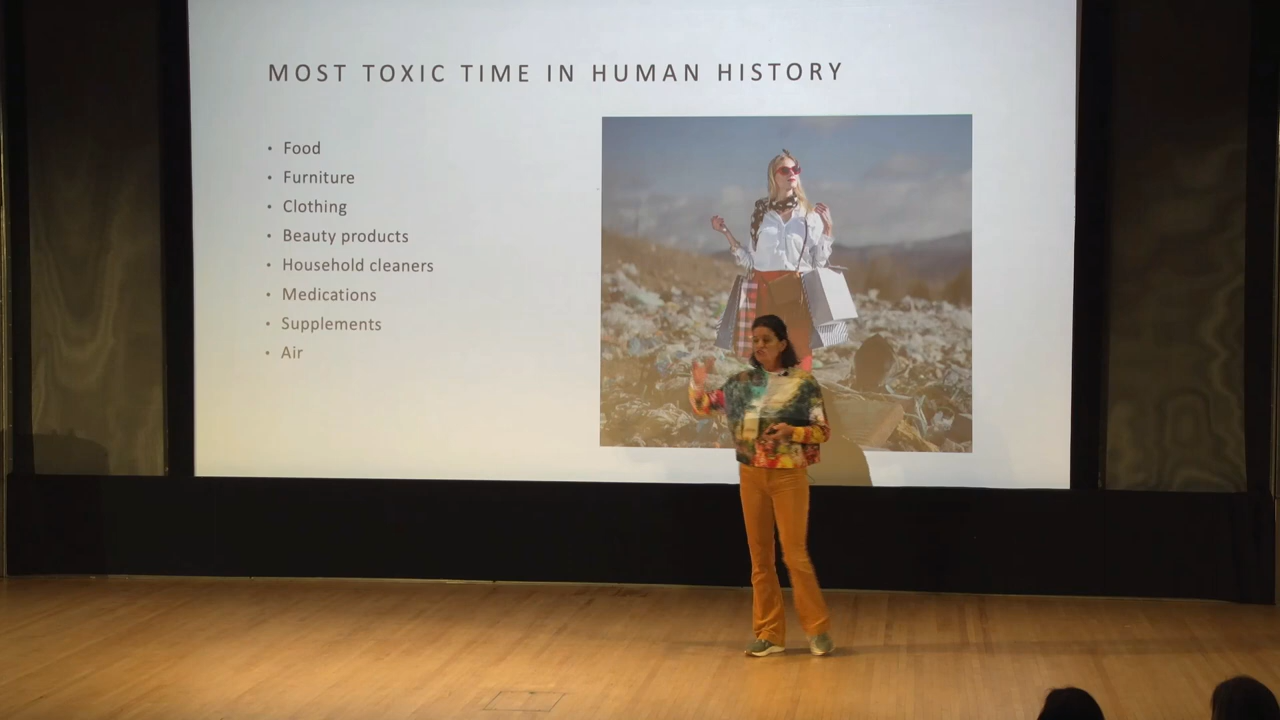 MOST TOXIC TIME IN HUMAN HISTORY
• Food
• Furniture
• Clothing
• Beauty products
• Household cleaners
• Medications
• Supplements
• Air